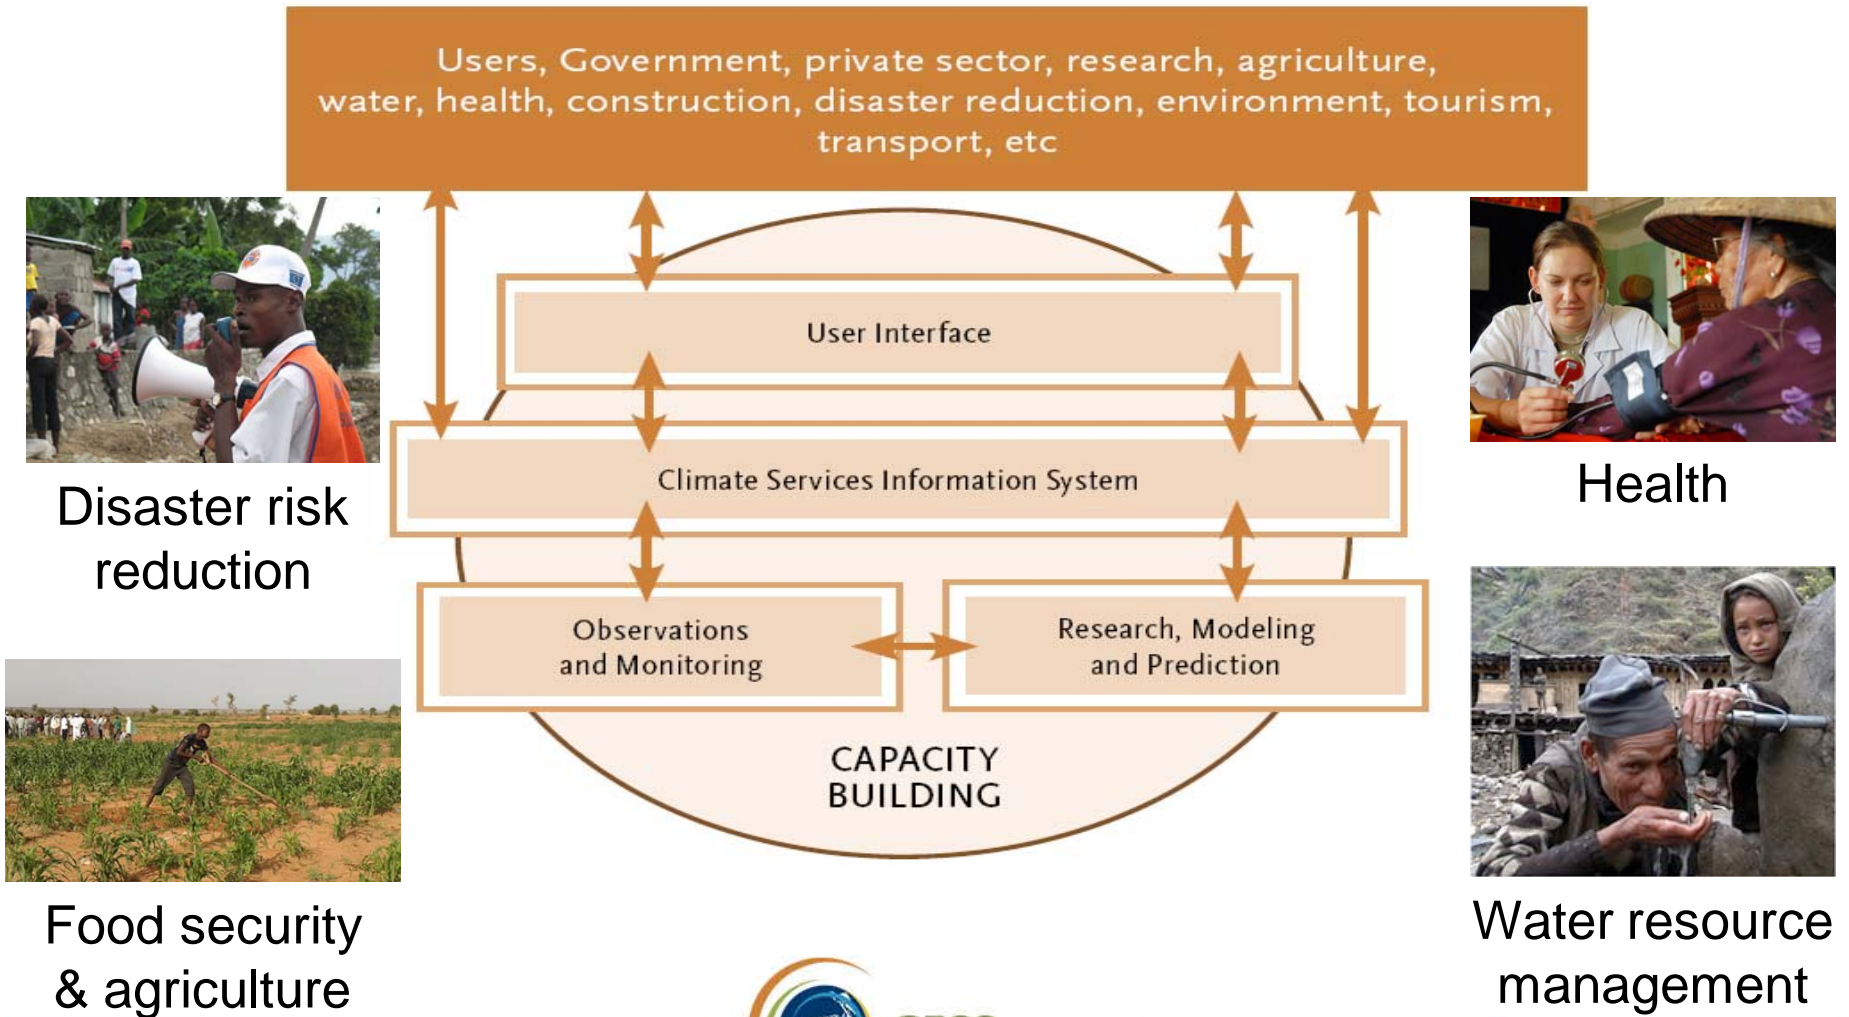 Users, Government, private sector, research, agriculture,
water, health, construction, disaster reduction, environment, tourism,
transport, etc
User Interface
Climate Services Information System
Observations
and Monitoring
Research, Modeling
and Prediction
CAPACITY
BUILDING
Disaster risk
reduction
Food security
& agriculture
Health
Water resource
management